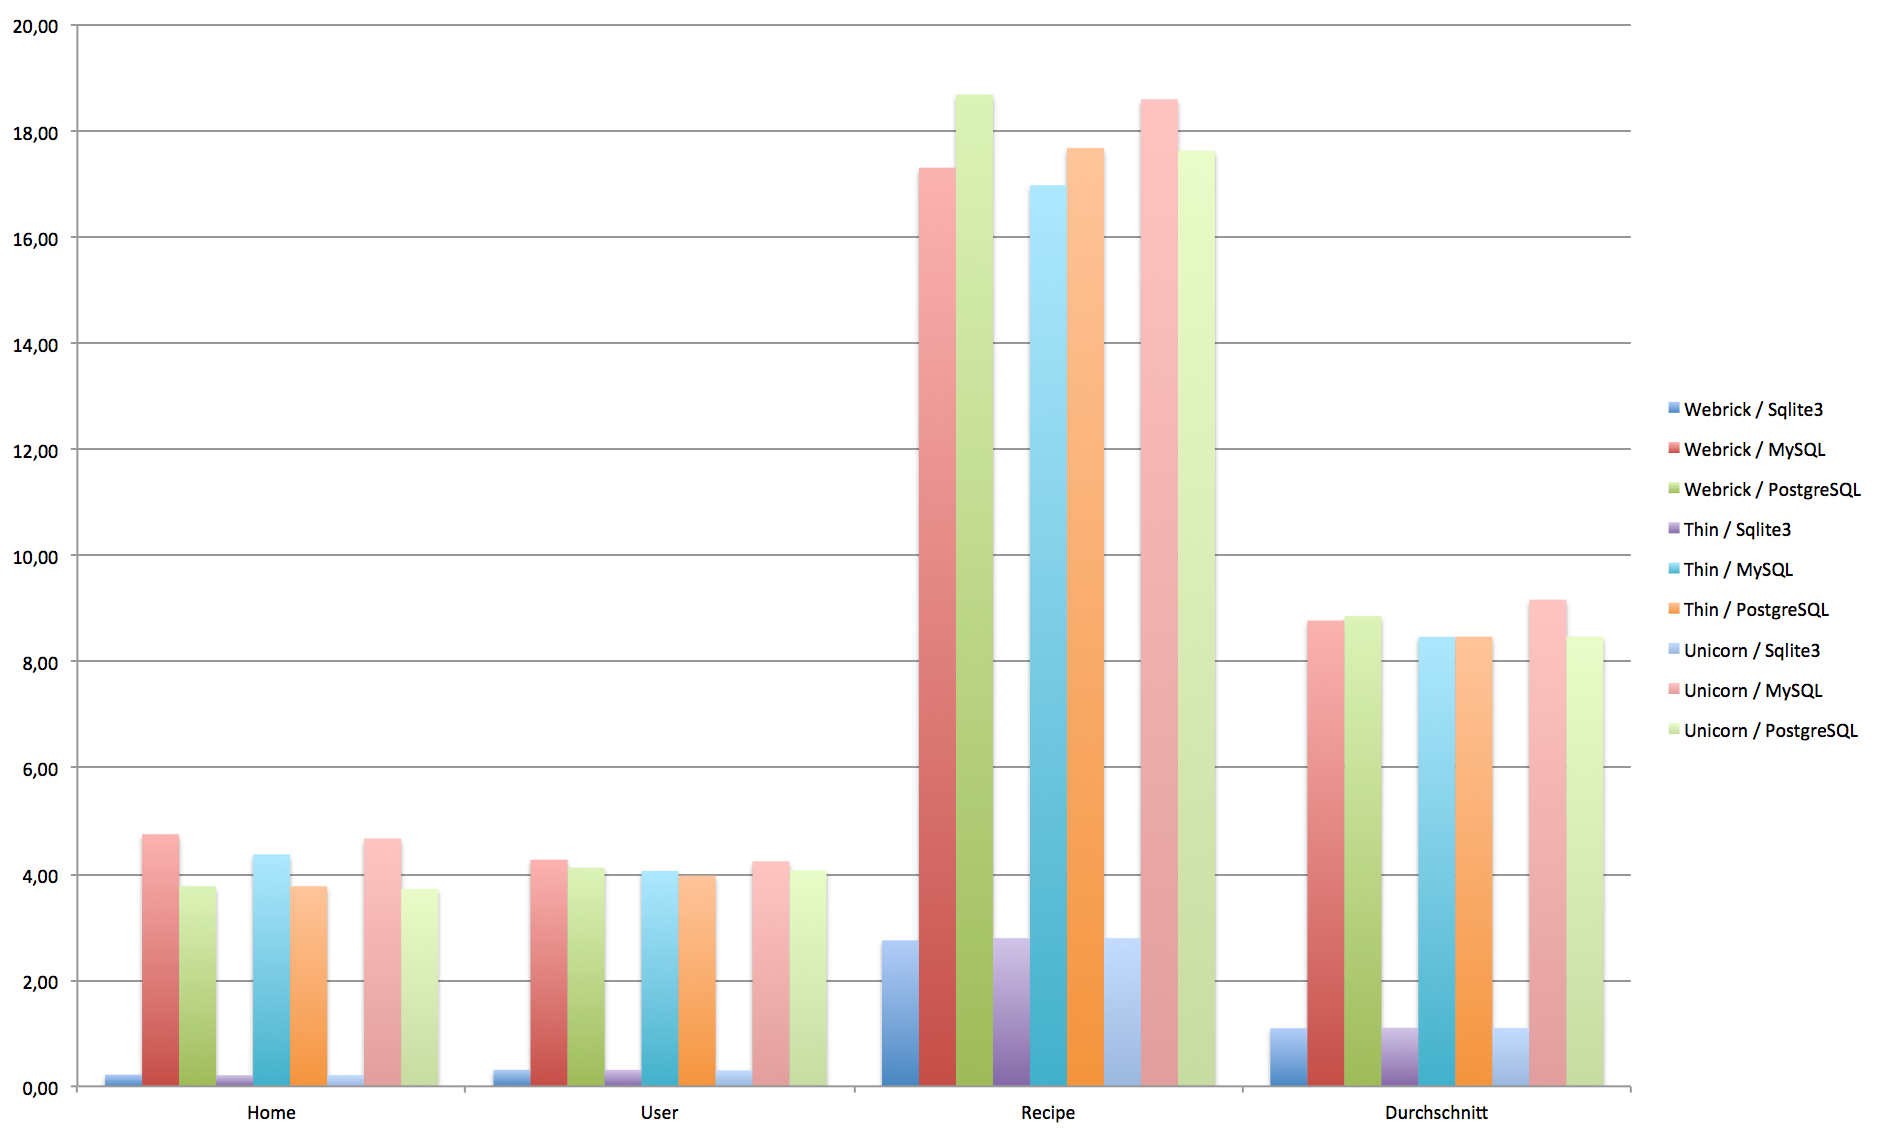 20,00
18,00
16,00
14,00
12,00
10,00
8,00
6,00
4,00
2,00
0,00
Home
User
Recipe
Durchschnitt
Webrick / Sqlite3
Webrick / MySQL
Webrick / PostgreSQL
Thin / Sqlite3
Thin / MySQL
Thin / PostgreSQL
Unicorn / Sqlite3
Unicorn / MySQL
Unicorn / PostgreSQL